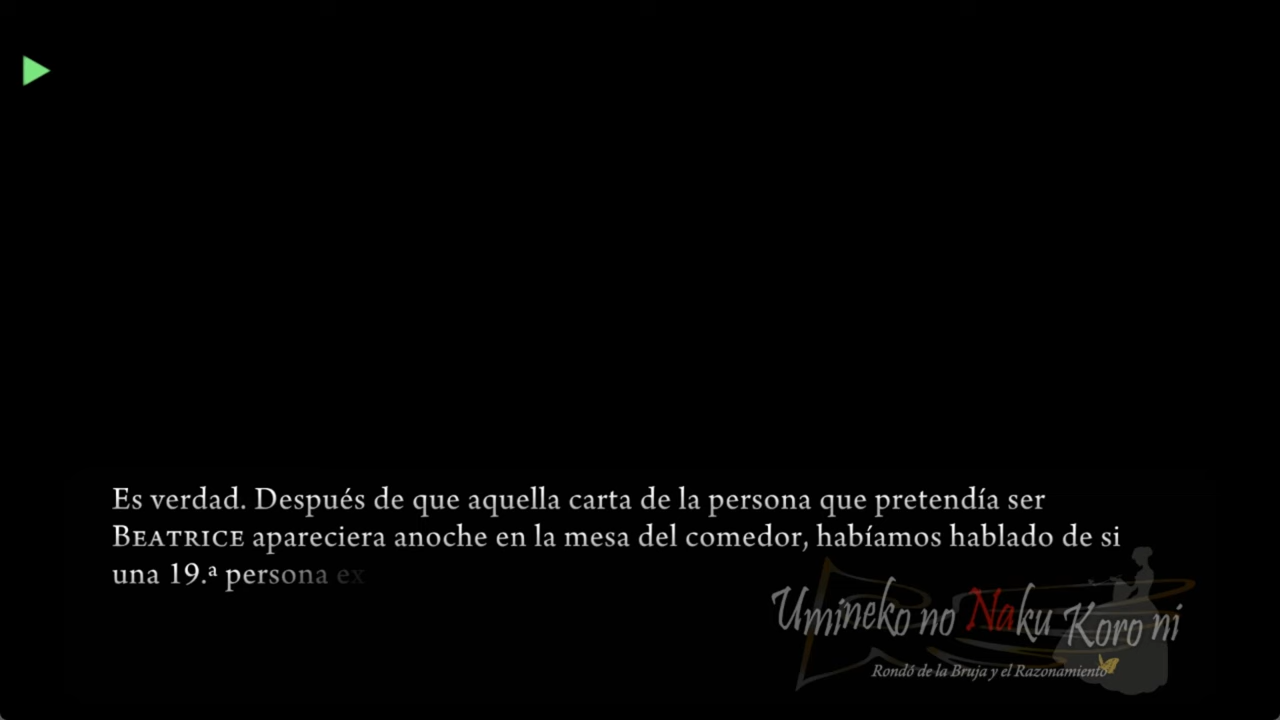 Es verdad. Después de que aquella carta de la persona que pretendía ser
BEATRICE apareciera anoche en la mesa del comedor, habíamos hablado de si
una 19.ª persona ex
Umineko no Naku Koro ni
Rondó de la Bruja y el Razonamiento